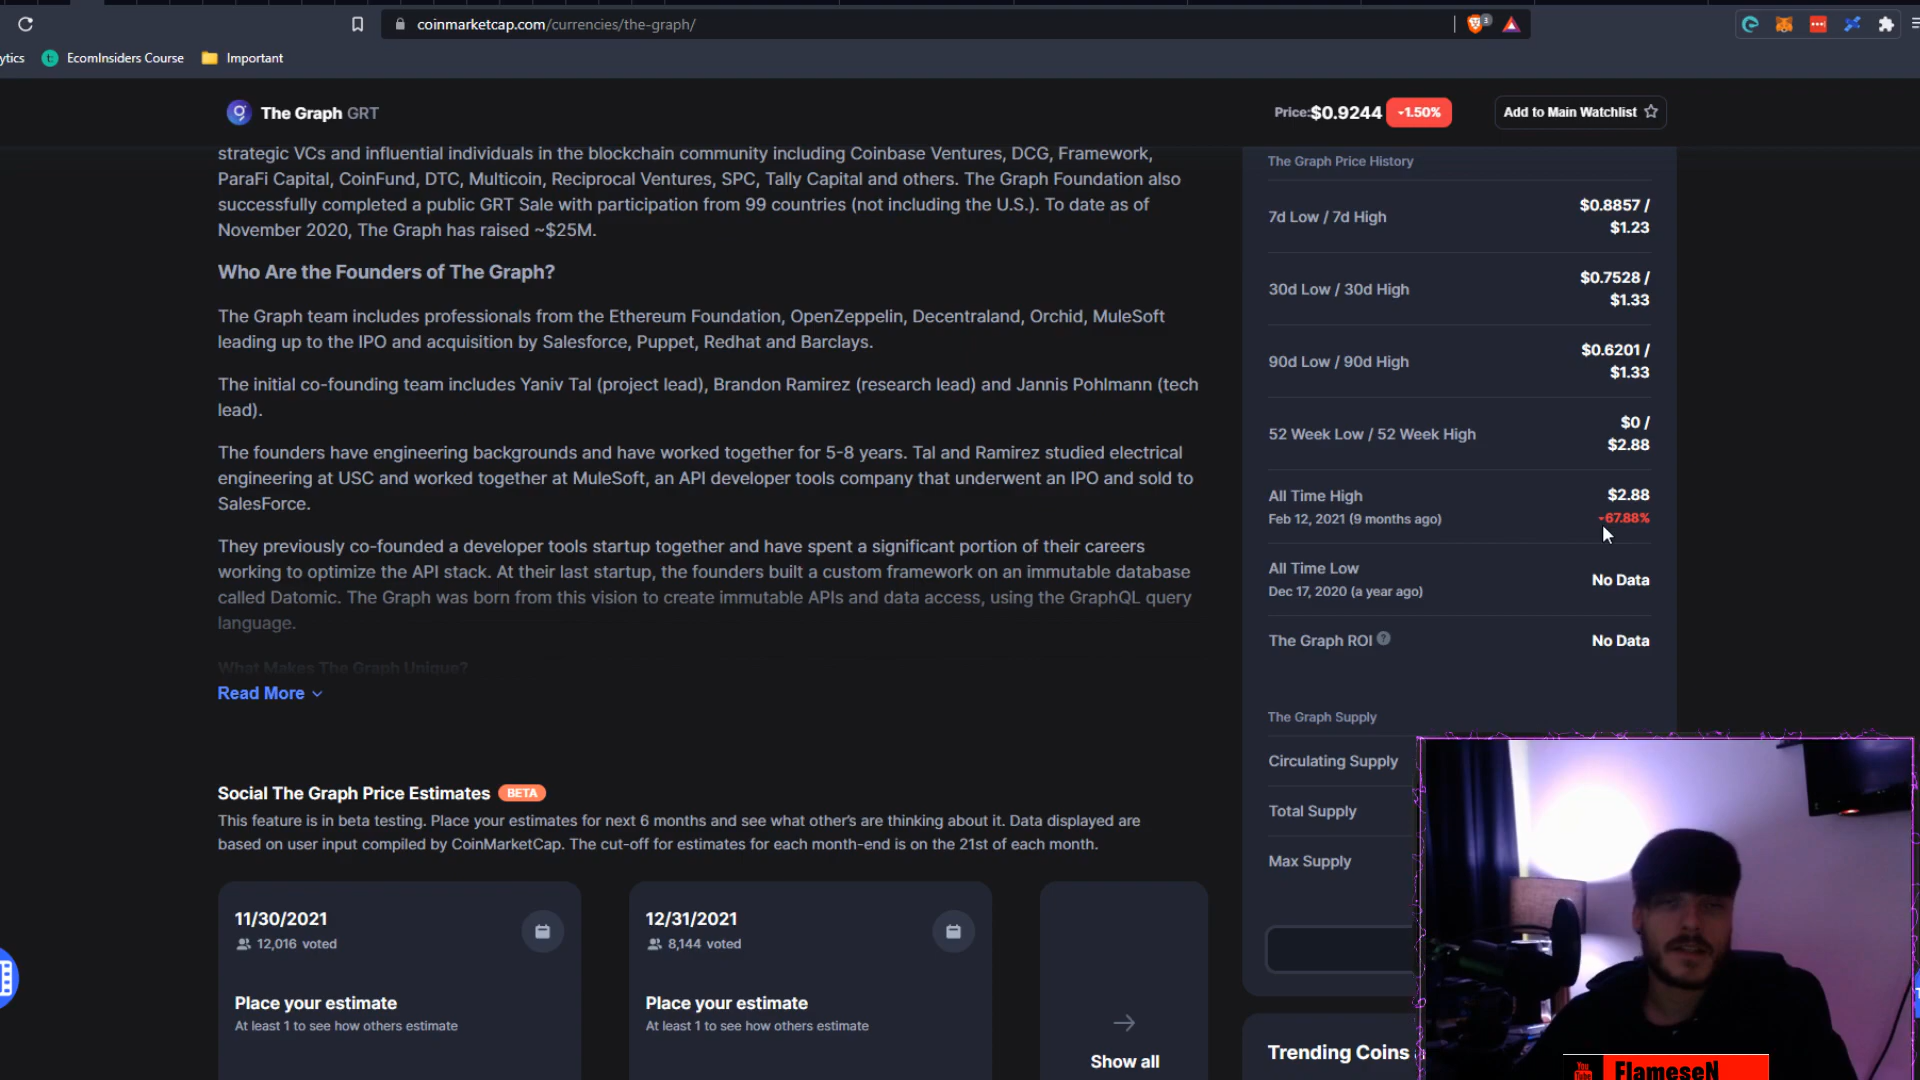 coinmarketcap.com/currencies/the-graph/
3
ytics
t
EcomInsiders Course
Important
The Graph GRT
Price:$0.9244
-1.50%
Add to Main Watchlist
strategic VCs and influential individuals in the blockchain community including Coinbase Ventures, DCG, Framework,
ParaFi Capital, CoinFund, DTC, Multicoin, Reciprocal Ventures, SPC, Tally Capital and others. The Graph Foundation also
successfully completed a public GRT Sale with participation from 99 countries (not including the U.S.). To date as of
November 2020, The Graph has raised ~$25M.
Who Are the Founders of The Graph?
The Graph team includes professionals from the Ethereum Foundation, OpenZeppelin, Decentraland, Orchid, MuleSoft
leading up to the IPO and acquisition by Salesforce, Puppet, Redhat and Barclays.
The initial co-founding team includes Yaniv Tal (project lead), Brandon Ramirez (research lead) and Jannis Pohlmann (tech
lead).
The founders have engineering backgrounds and have worked together for 5-8 years. Tal and Ramirez studied electrical
engineering at USC and worked together at MuleSoft, an API developer tools company that underwent an IPO and sold to
SalesForce.
They previously co-founded a developer tools startup together and have spent a significant portion of their careers
working to optimize the API stack. At their last startup, the founders built a custom framework on an immutable database
called Datomic. The Graph was born from this vision to create immutable APIs and data access, using the GraphQL query
language.
What Makes The Graph Unique?
Read More
Social The Graph Price Estimates BETA
This feature is in beta testing. Place your estimates for next 6 months and see what other's are thinking about it. Data displayed are
based on user input compiled by CoinMarketCap. The cut-off for estimates for each month-end is on the 21st of each month.
11/30/2021
12,016 voted
Place your estimate
At least 1 to see how others estimate
12/31/2021
8,144 voted
Place your estimate
At least 1 to see how others estimate
Show all
The Graph Price History
7d Low / 7d High
$0.8857 /
$1.23
30d Low / 30d High
$0.7528 /
$1.33
90d Low / 90d High
$0.6201 /
$1.33
52 Week Low / 52 Week High
$0 /
$2.88
All Time High
Feb 12, 2021 (9 months ago)
$2.88
-67.88%
All Time Low
Dec 17, 2020 (a year ago)
No Data
The Graph ROI ?
No Data
The Graph Supply
Circulating Supply
Total Supply
Max Supply
Trending Coins
You
FlameseN